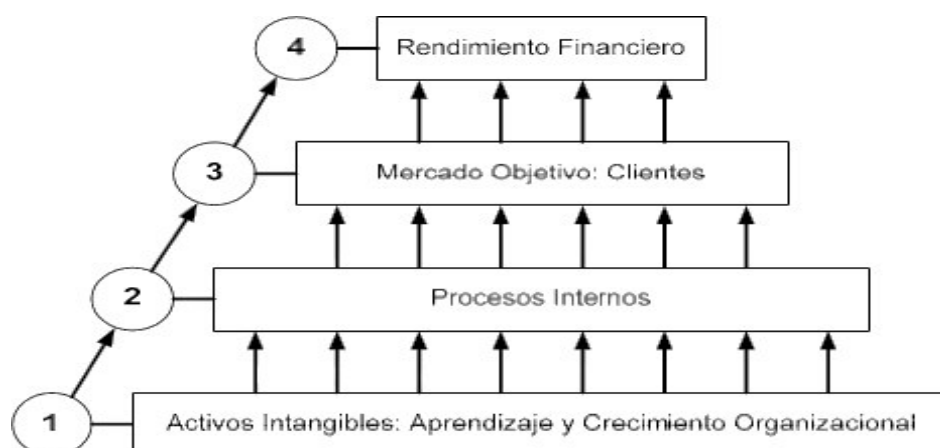 4
Rendimiento Financiero
3
Mercado Objetivo: Clientes
2
Procesos Internos
1
Activos Intangibles: Aprendizaje y Crecimiento Organizacional